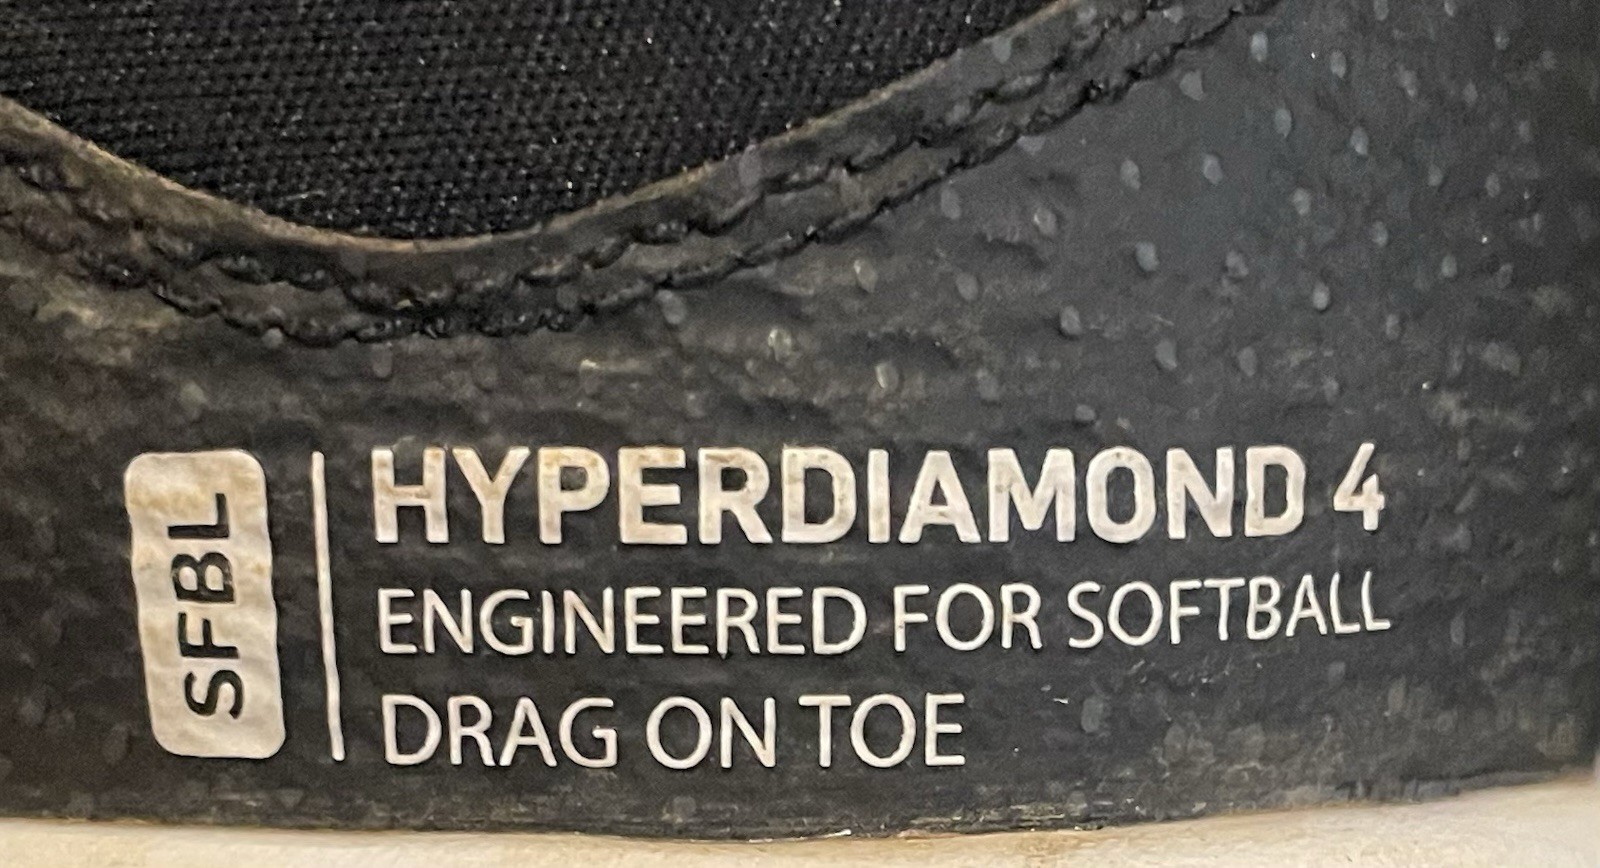 SFBL
HYPERDIAMOND 4
ENGINEERED FOR SOFTBALL
DRAG ON TOE